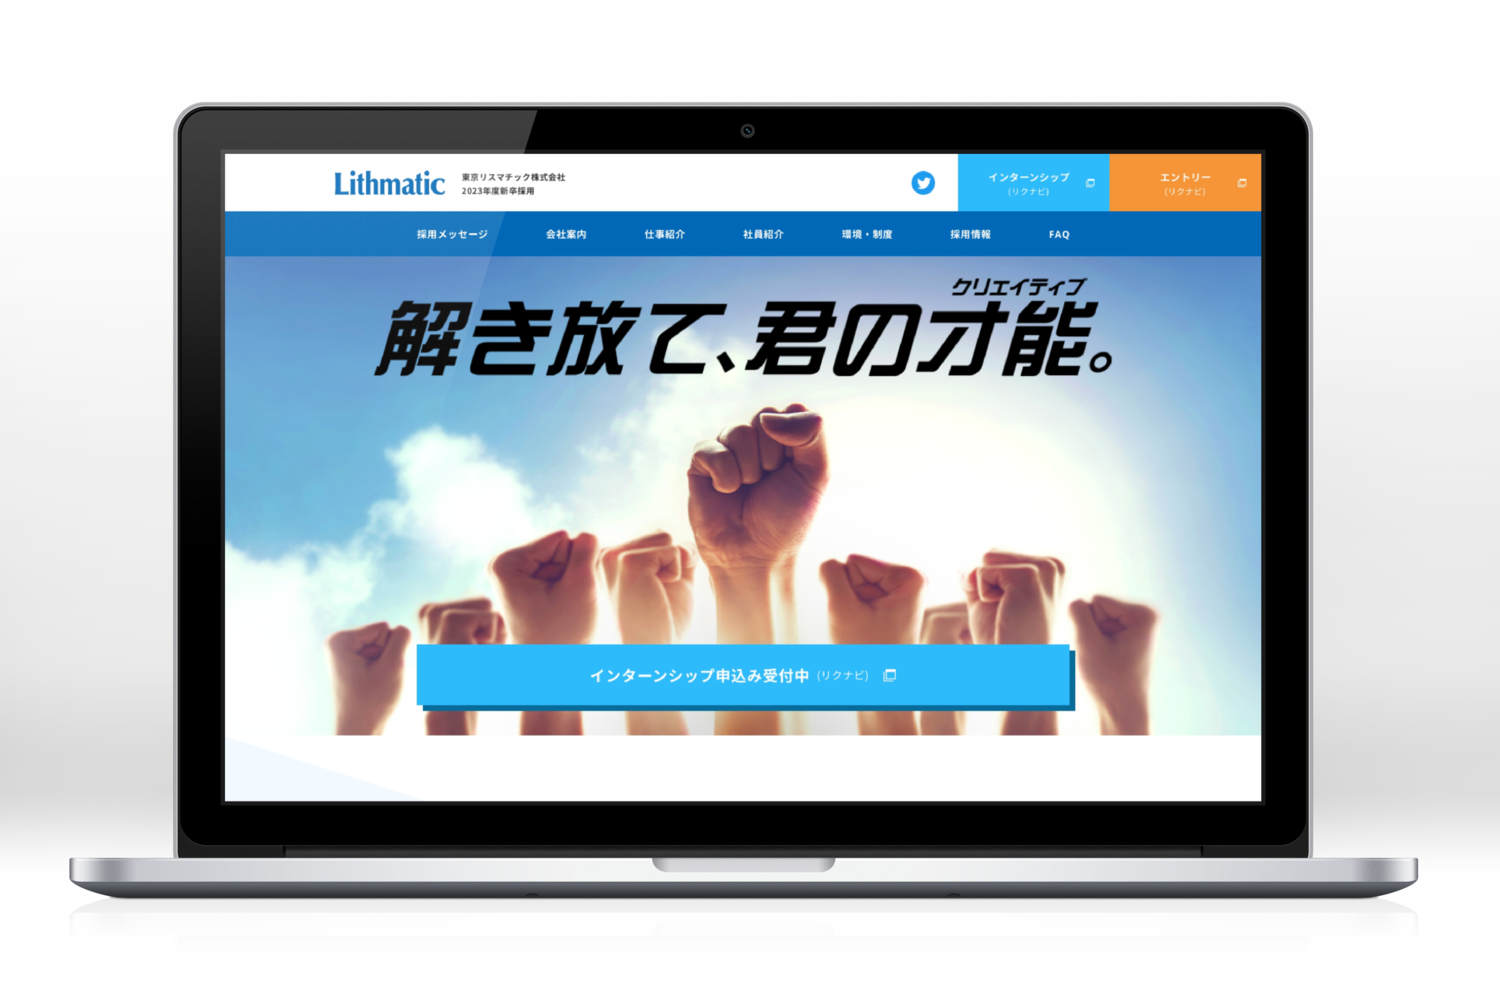 Lithmatic
東京リスマチック株式会社
2023年度新卒採用
インターンシップ
(リクナビ)
エントリー
(リクナビ)
採用メッセージ
会社案内
仕事紹介
社員紹介
環境・制度
採用情報
FAQ
クリエイティブ
解き放て、君の才能。
インターンシップ申込み受付中 (リクナビ)